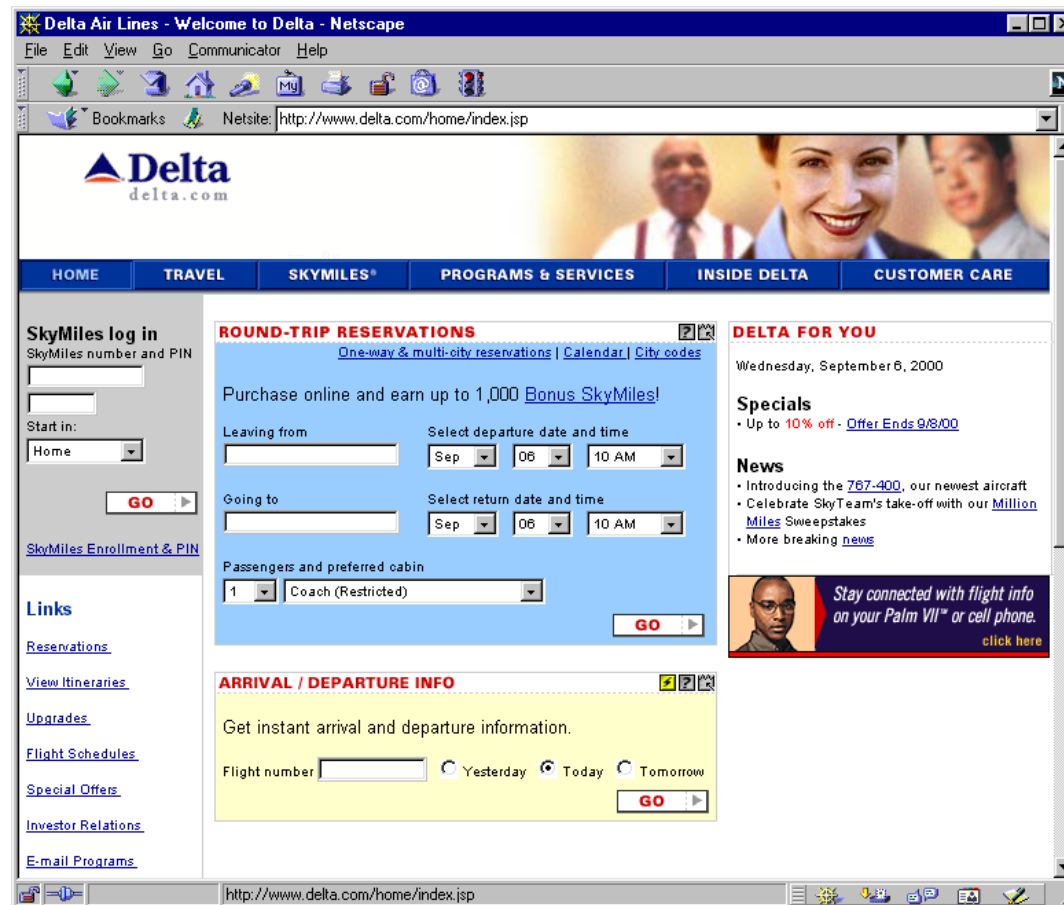 Delta Air Lines - Welcome to Delta - Netscape
File Edit View Go Communicator Help
My
Bookmarks Netsite: http://www.delta.com/home/index.jsp
N
Delta
delta.com
HOME TRAVEL SKYMILES® PROGRAMS & SERVICES INSIDE DELTA CUSTOMER CARE
SkyMiles log in
SkyMiles number and PIN
Start in:
Home
GO
SkyMiles Enrollment & PIN
Links
Reservations
View Itineraries
Upgrades
Flight Schedules
Special Offers
Investor Relations
E-mail Programs
ROUND-TRIP RESERVATIONS ?
One-way & multi-city reservations | Calendar | City codes
Purchase online and earn up to 1,000 Bonus SkyMiles!
Leaving from Select departure date and time
Sep 06 10 AM
Going to Select return date and time
Sep 06 10 AM
Passengers and preferred cabin
1 Coach (Restricted)
GO
ARRIVAL / DEPARTURE INFO ?
Get instant arrival and departure information.
Flight number Yesterday Today Tomorrow
GO
DELTA FOR YOU
Wednesday, September 6, 2000
Specials
• Up to 10% off - Offer Ends 9/8/00
News
• Introducing the 767-400, our newest aircraft
• Celebrate SkyTeam's take-off with our Million
Miles Sweepstakes
• More breaking news
Stay connected with flight info
on your Palm VII™ or cell phone.
click here
http://www.delta.com/home/index.jsp